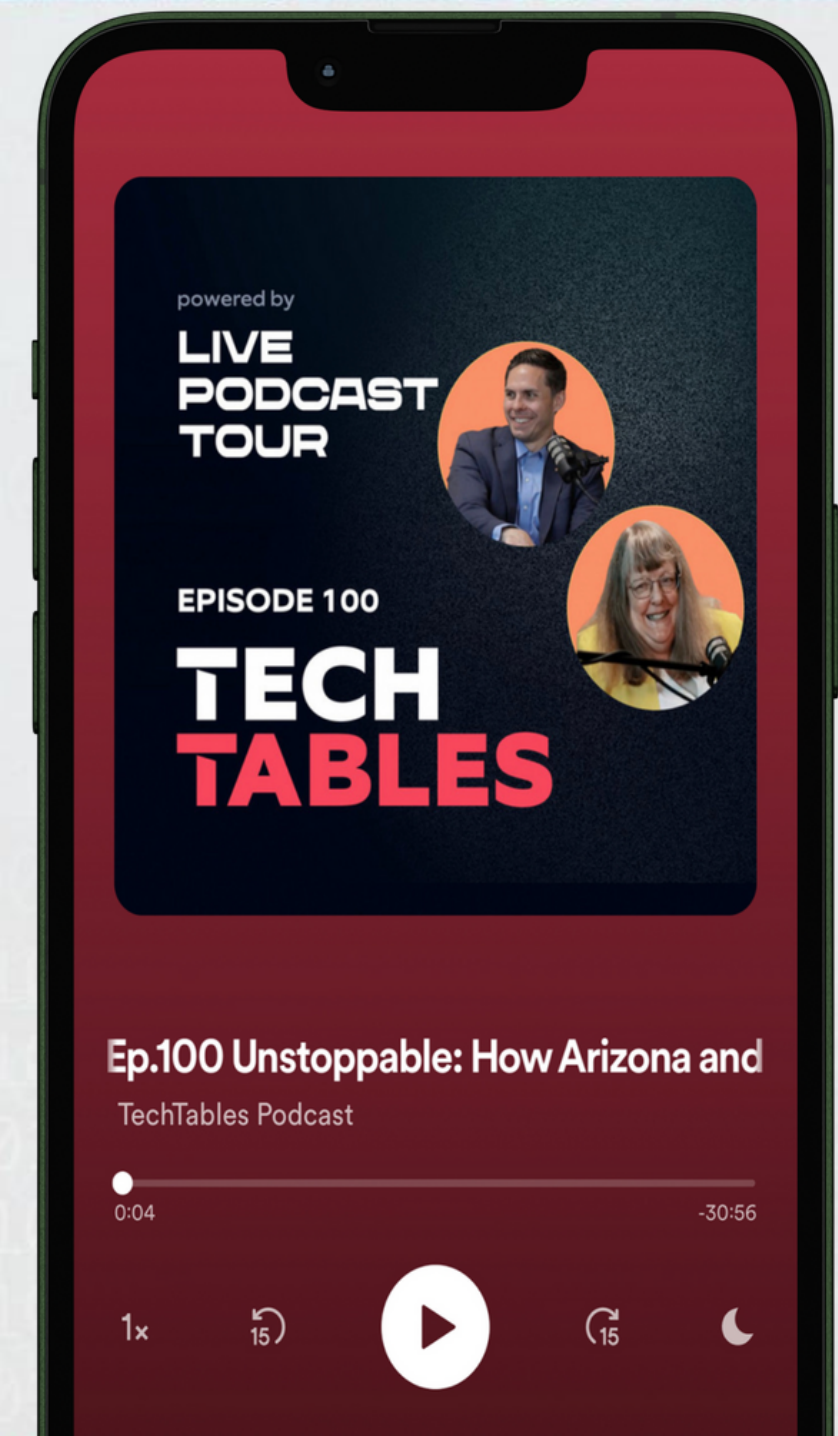 powered by
LIVE
PODCAST
TOUR
EPISODE 100
TECH
TABLES
Ep.100 Unstoppable: How Arizona and
TechTables Podcast
0:04
-30:56
1x
15
15